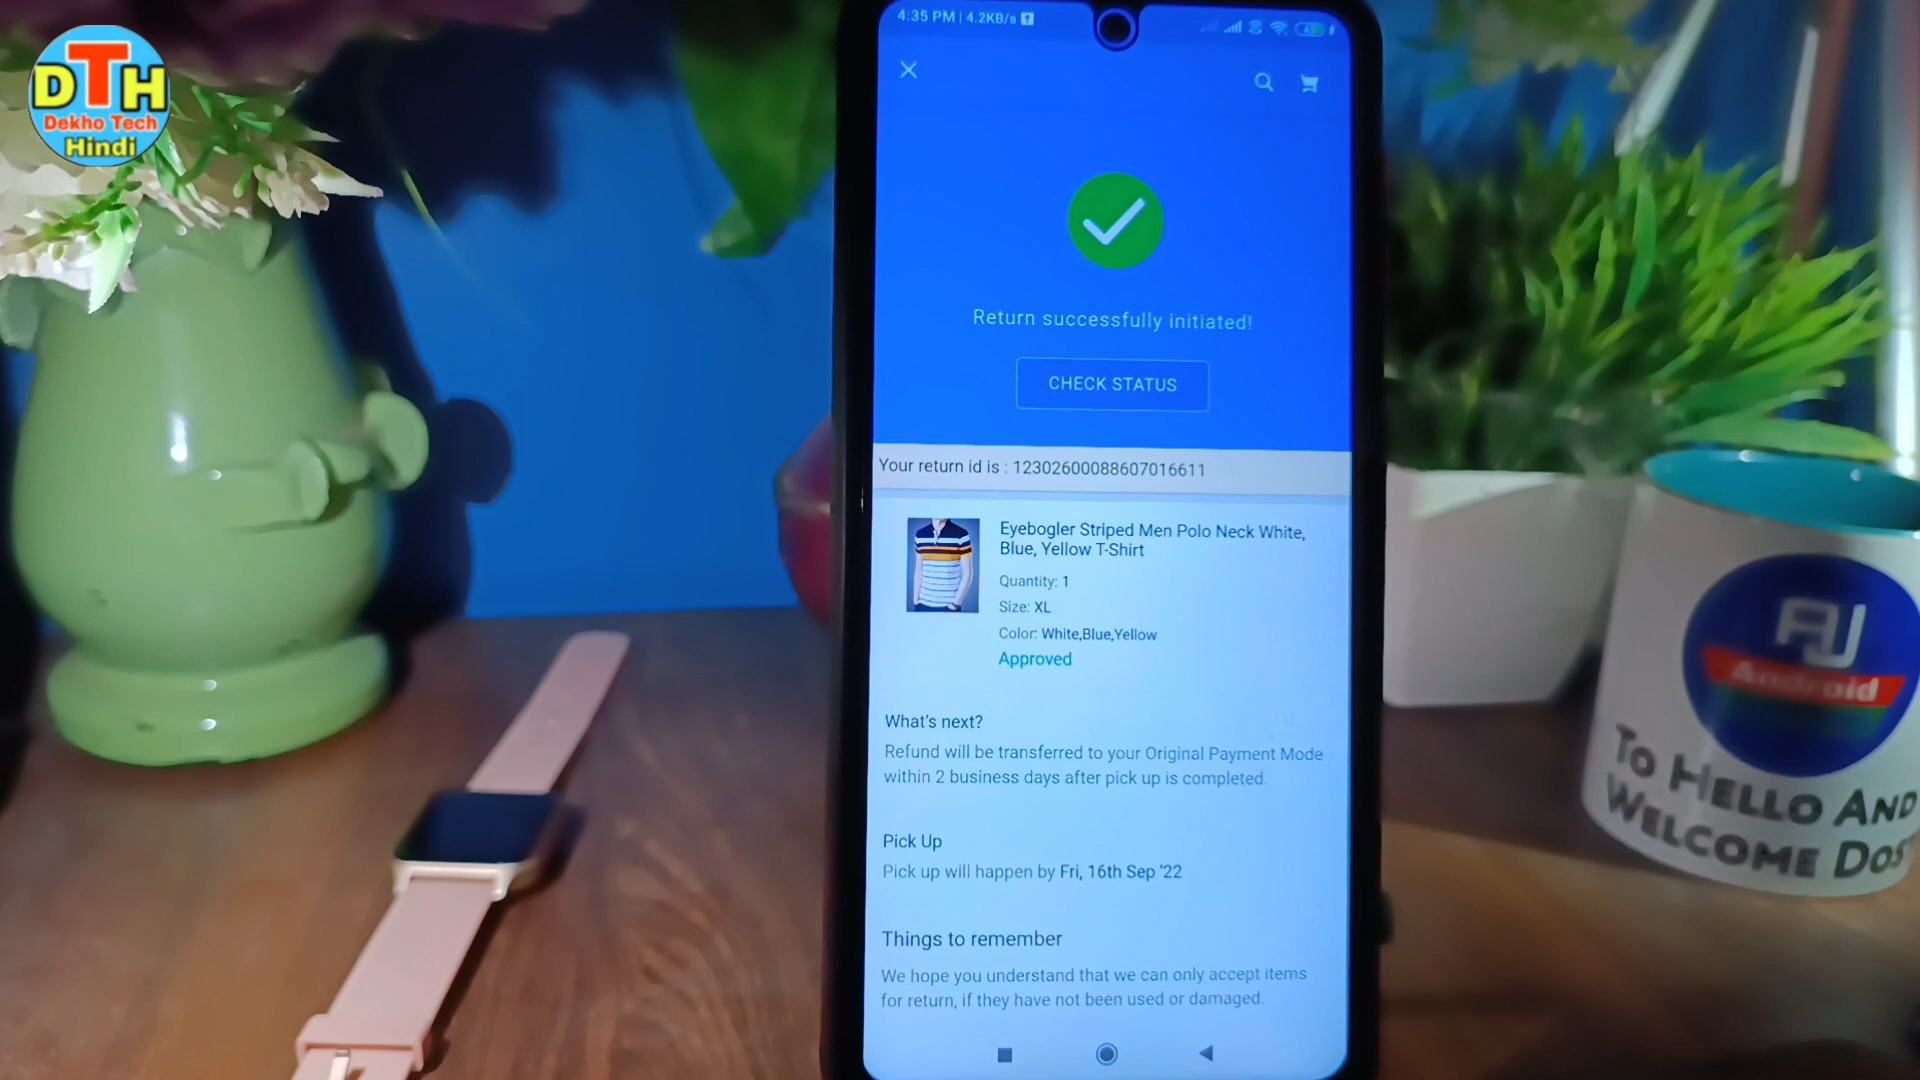 DTH
Dekho Tech
Hindi
4:35 PM | 4.2KB/s
Return successfully initiated!
CHECK STATUS
Your return id is : 12302600088607016611
Eyebogler Striped Men Polo Neck White,
Blue, Yellow T-Shirt
Quantity: 1
Size: XL
Color: White,Blue,Yellow
Approved
What's next?
Refund will be transferred to your Original Payment Mode
within 2 business days after pick up is completed.
Pick Up
Pick up will happen by Fri, 16th Sep '22
Things to remember
We hope you understand that we can only accept items
for return, if they have not been used or damaged.
AJ
Android
To Hello And
Welcome Dos